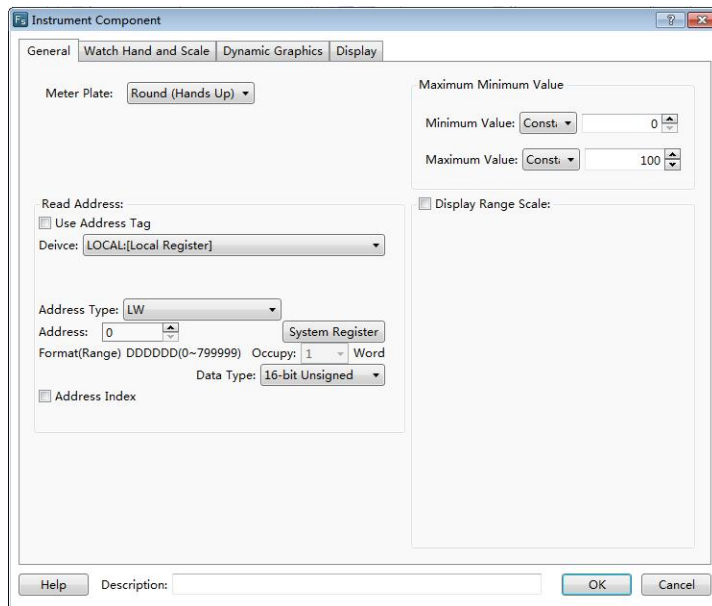 Fs Instrument Component
General Watch Hand and Scale Dynamic Graphics Display
Meter Plate: Round (Hands Up)
Maximum Minimum Value
Minimum Value: Consta 0
Maximum Value: Consta 100
Read Address:
Use Address Tag
Deivce: LOCAL:[Local Register]
Address Type: LW
Address: 0 System Register
Format(Range) DDDDDD(0~799999) Occupy: 1 Word
Data Type: 16-bit Unsigned
Address Index
Display Range Scale:
Help Description: OK Cancel